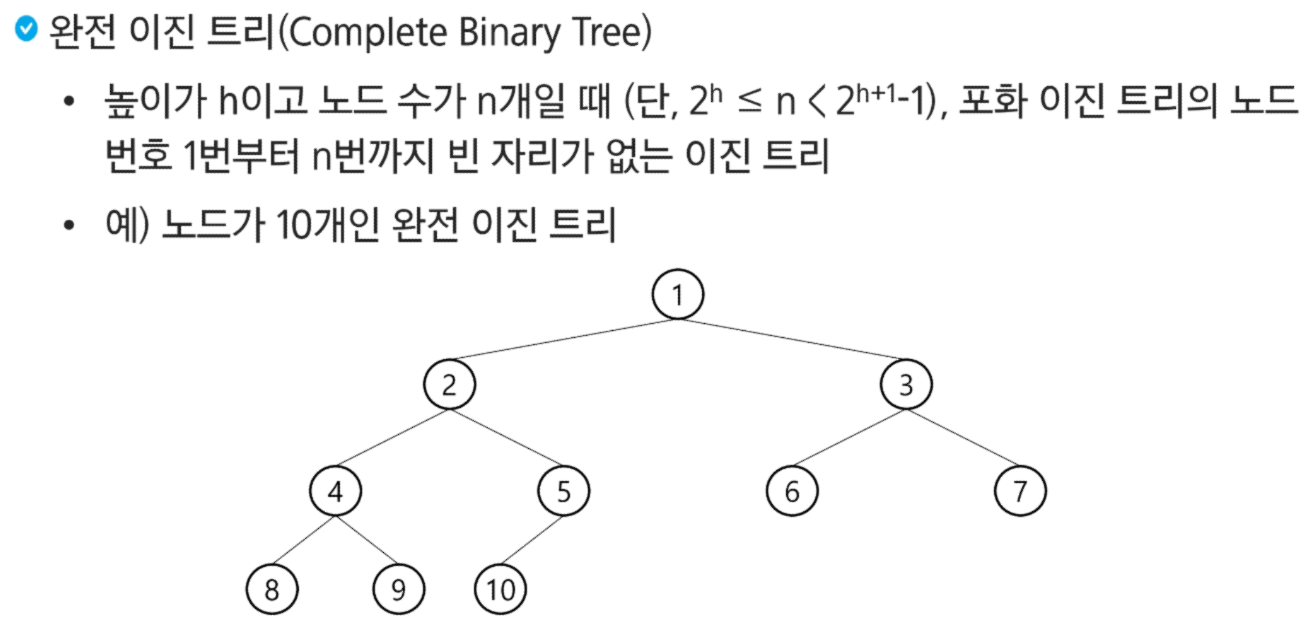 완전 이진 트리(Complete Binary Tree)
• 높이가 h이고 노드 수가 n개일 때 (단, 2ʰ ≤ n < 2ʰ⁺¹-1), 포화 이진 트리의 노드
번호 1번부터 n번까지 빈 자리가 없는 이진 트리
• 예) 노드가 10개인 완전 이진 트리
1
2 3
4 5 6 7
8 9 10